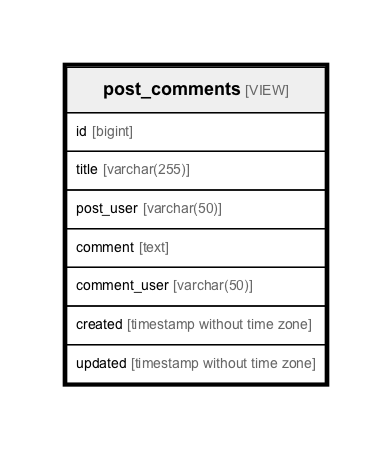 post_comments [VIEW]
id [bigint]
title [varchar(255)]
post_user [varchar(50)]
comment [text]
comment_user [varchar(50)]
created [timestamp without time zone]
updated [timestamp without time zone]